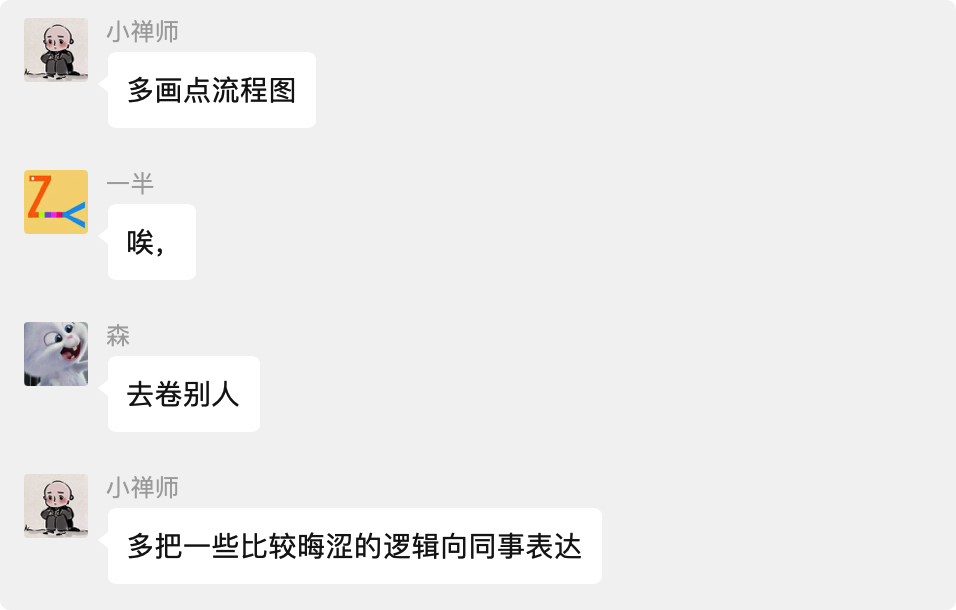 小禅师
多画点流程图
一半
唉，
森
去卷别人
小禅师
多把一些比较晦涩的逻辑向同事表达